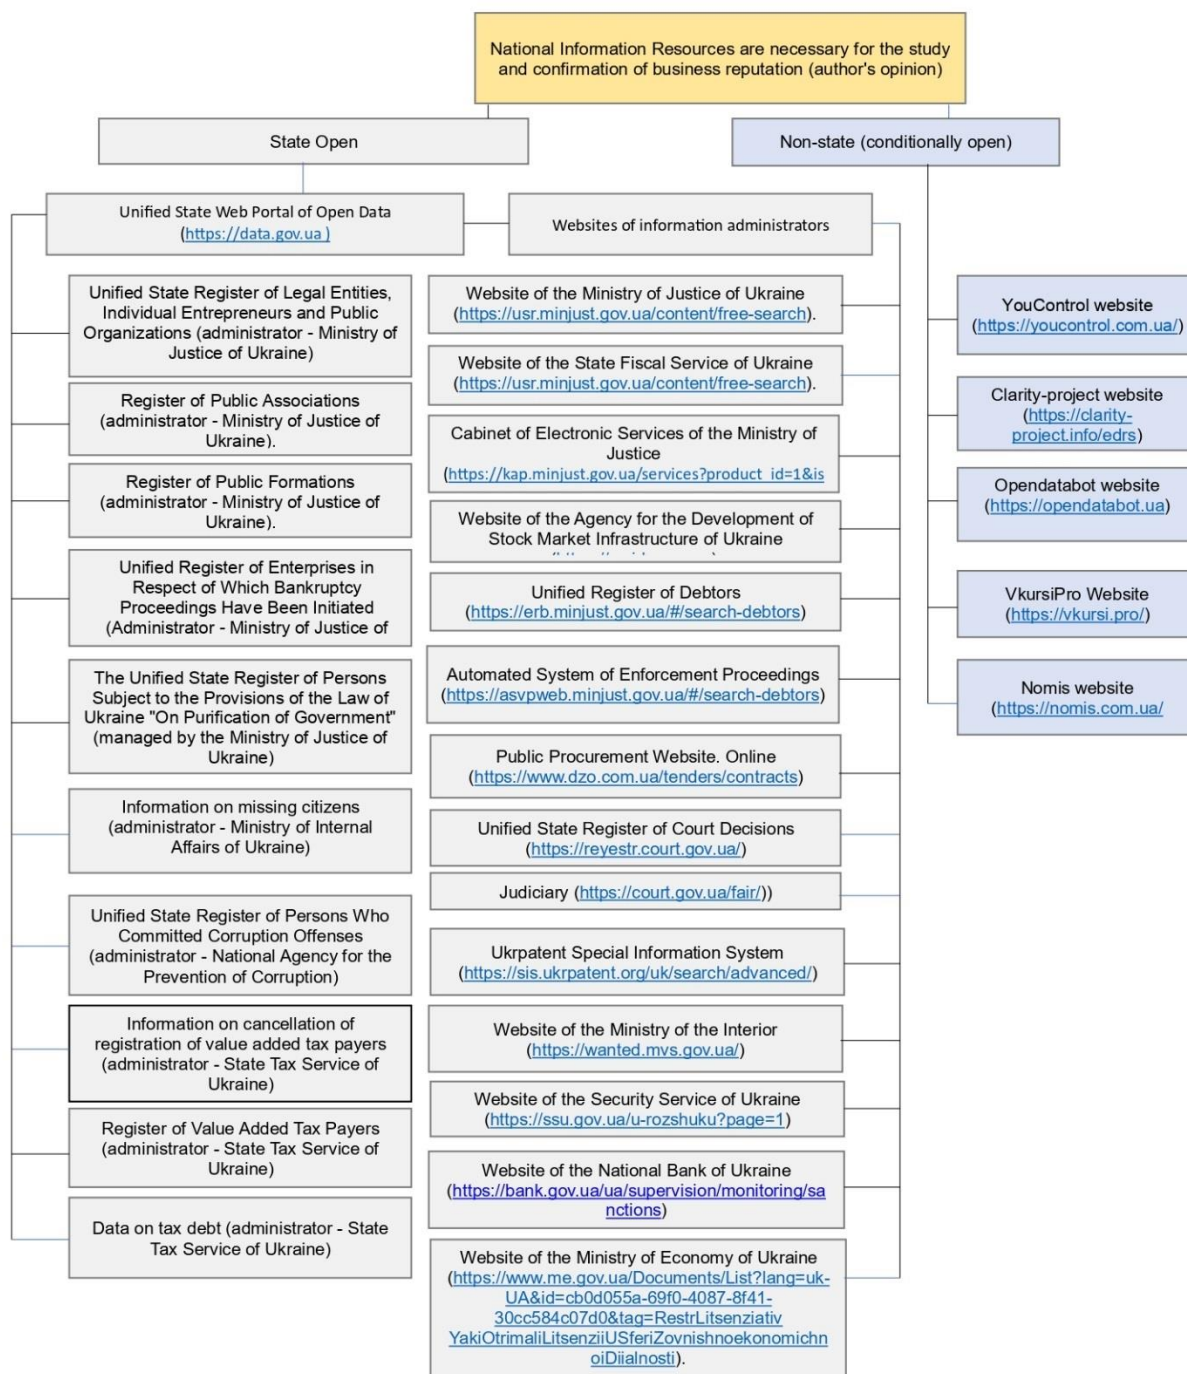 National Information Resources are necessary for the study
and confirmation of business reputation (author's opinion)
State Open
Non-state (conditionally open)
Unified State Web Portal of Open Data
(https://data.gov.ua )
Websites of information administrators
Unified State Register of Legal Entities,
Individual Entrepreneurs and Public
Organizations (administrator - Ministry of
Justice of Ukraine)
Register of Public Associations
(administrator - Ministry of Justice of
Ukraine).
Register of Public Formations
(administrator - Ministry of Justice of
Ukraine).
Unified Register of Enterprises in
Respect of Which Bankruptcy
Proceedings Have Been Initiated
(Administrator - Ministry of Justice of
The Unified State Register of Persons
Subject to the Provisions of the Law of
Ukraine "On Purification of Government"
(managed by the Ministry of Justice of
Ukraine)
Information on missing citizens
(administrator - Ministry of Internal
Affairs of Ukraine)
Unified State Register of Persons Who
Committed Corruption Offenses
(administrator - National Agency for the
Prevention of Corruption)
Information on cancellation of
registration of value added tax payers
(administrator - State Tax Service of
Ukraine)
Register of Value Added Tax Payers
(administrator - State Tax Service of
Ukraine)
Data on tax debt (administrator - State
Tax Service of Ukraine)
Website of the Ministry of Justice of Ukraine
(https://usr.minjust.gov.ua/content/free-search).
Website of the State Fiscal Service of Ukraine
(https://usr.minjust.gov.ua/content/free-search).
Cabinet of Electronic Services of the Ministry of
Justice
(https://kap.minjust.gov.ua/services?product_id=1&is
Website of the Agency for the Development of
Stock Market Infrastructure of Ukraine
Unified Register of Debtors
(https://erb.minjust.gov.ua/#/search-debtors)
Automated System of Enforcement Proceedings
(https://asvpweb.minjust.gov.ua/#/search-debtors)
Public Procurement Website. Online
(https://www.dzo.com.ua/tenders/contracts)
Unified State Register of Court Decisions
(https://reyestr.court.gov.ua/)
Judiciary (https://court.gov.ua/fair/))
Ukrpatent Special Information System
(https://sis.ukrpatent.org/uk/search/advanced/)
Website of the Ministry of the Interior
(https://wanted.mvs.gov.ua/)
Website of the Security Service of Ukraine
(https://ssu.gov.ua/u-rozshuku?page=1)
Website of the National Bank of Ukraine
(https://bank.gov.ua/ua/supervision/monitoring/sa
nctions)
Website of the Ministry of Economy of Ukraine
(https://www.me.gov.ua/Documents/List?lang=uk-
UA&id=cb0d055a-69f0-4087-8f41-
30cc584c07d0&tag=RestrLitsenziativ
YakiOtrimaliLitsenziiUSferiZovnishnoekonomichn
oiDiialnosti).
YouControl website
(https://youcontrol.com.ua/)
Clarity-project website
(https://clarity-
project.info/edrs)
Opendatabot website
(https://opendatabot.ua)
VkursiPro Website
(https://vkursi.pro/)
Nomis website
(https://nomis.com.ua/